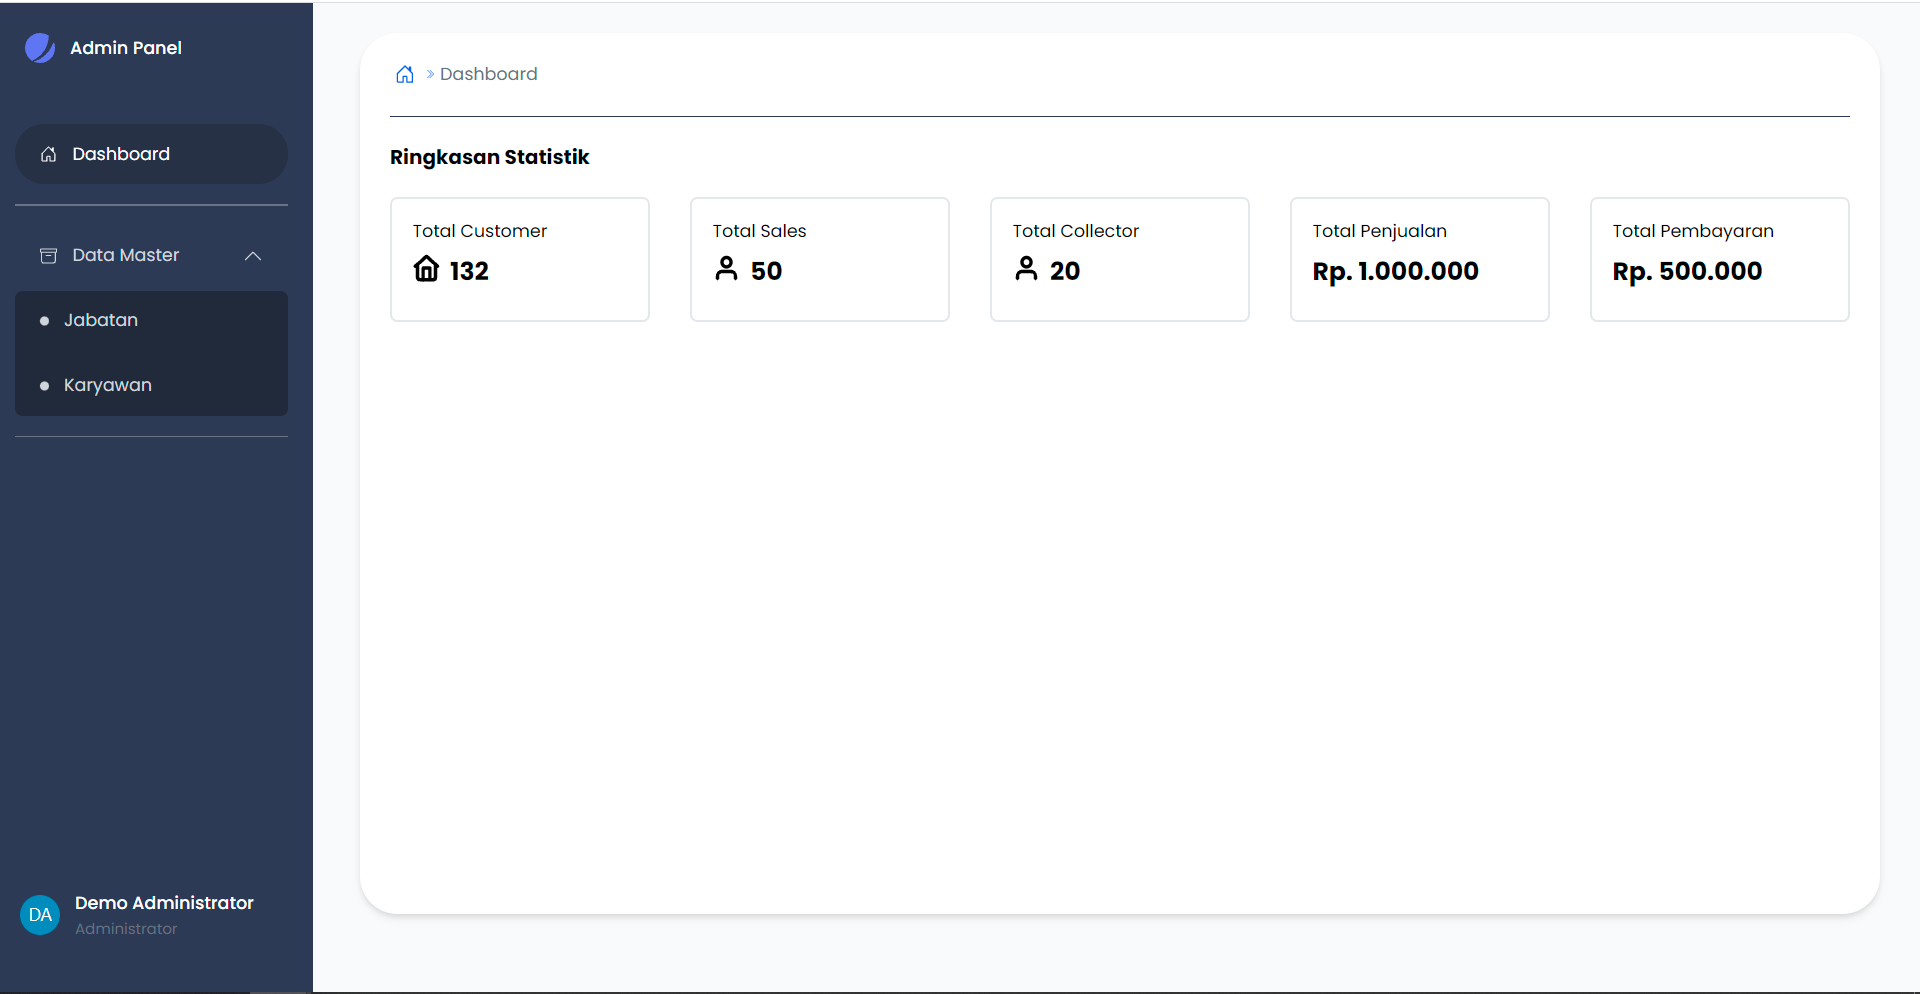 Admin Panel
Dashboard
Data Master
Jabatan
Karyawan
DA
Demo Administrator
Administrator
» Dashboard
Ringkasan Statistik
Total Customer
132
Total Sales
50
Total Collector
20
Total Penjualan
Rp. 1.000.000
Total Pembayaran
Rp. 500.000